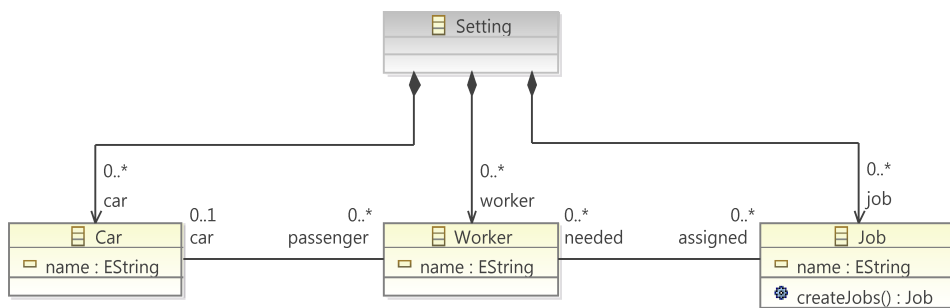 Setting
0..*
car
0..*
worker
0..*
job
0..1
car
0..*
passenger
0..*
needed
0..*
assigned
Car
name : EString
Worker
name : EString
Job
name : EString
createJobs() : Job